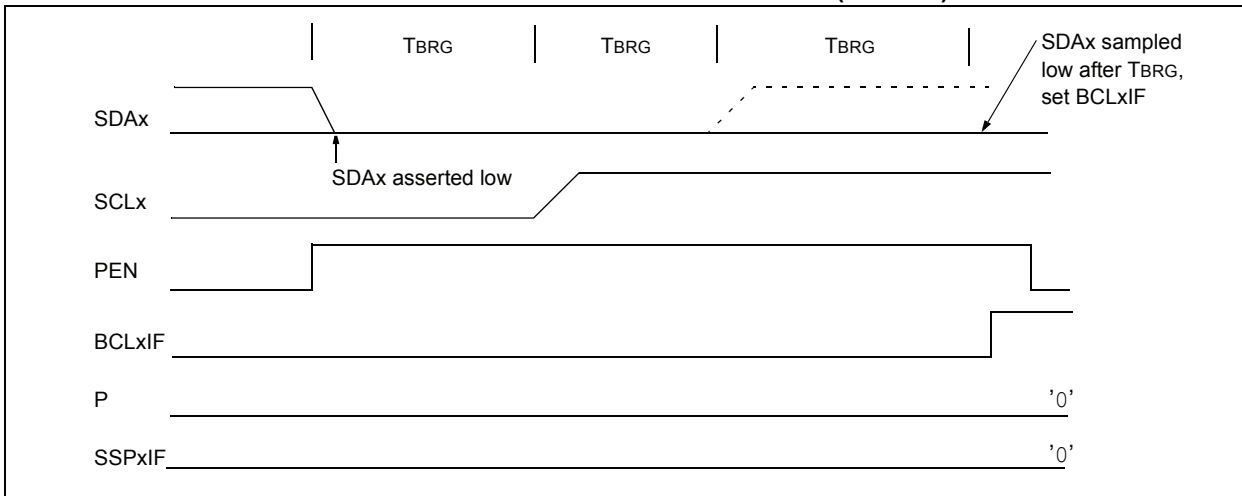 TBRG TBRG TBRG
SDAx sampled
low after TBRG,
set BCLxIF
SDAx
SDAx asserted low
SCLx
PEN
BCLxIF
P '0'
SSPxIF '0'